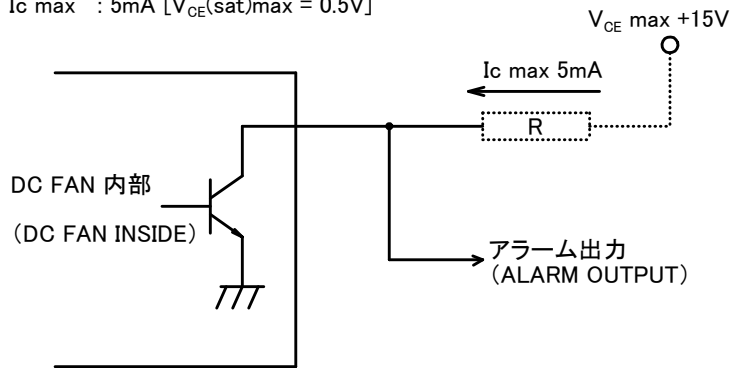 Ic max : 5mA [VCE(sat)max = 0.5V]
VCE max +15V
Ic max 5mA
R
DC FAN 内部
(DC FAN INSIDE)
アラーム出力
(ALARM OUTPUT)